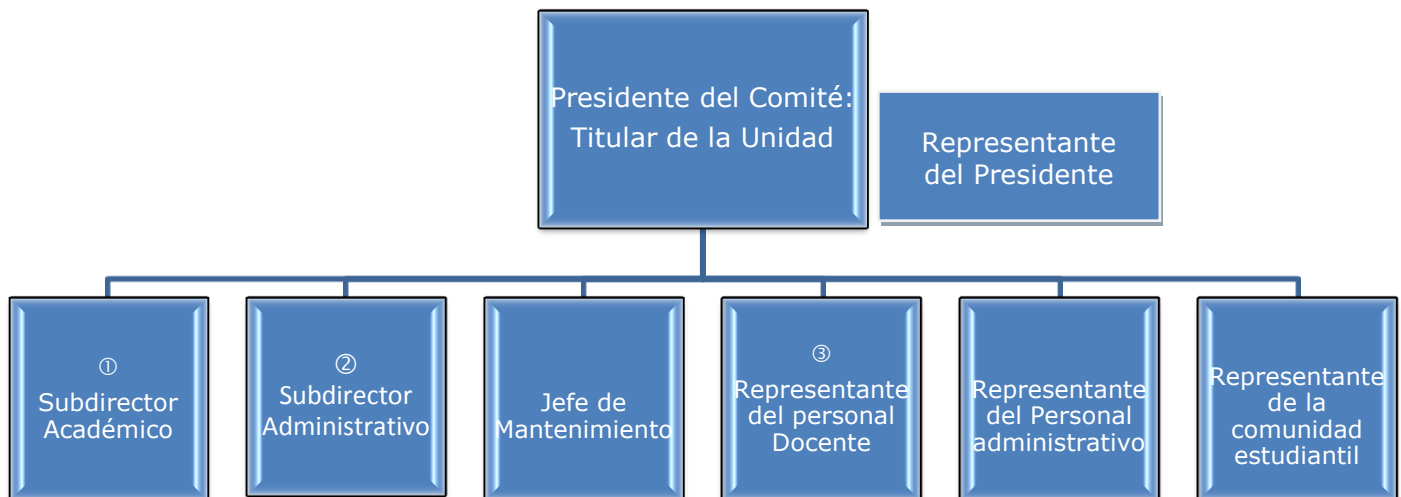 Presidente del Comité:
Titular de la Unidad
Representante
del Presidente
①
Subdirector
Académico
②
Subdirector
Administrativo
Jefe de
Mantenimiento
③
Representante
del personal
Docente
Representante
del Personal
administrativo
Representante
de la
comunidad
estudiantil